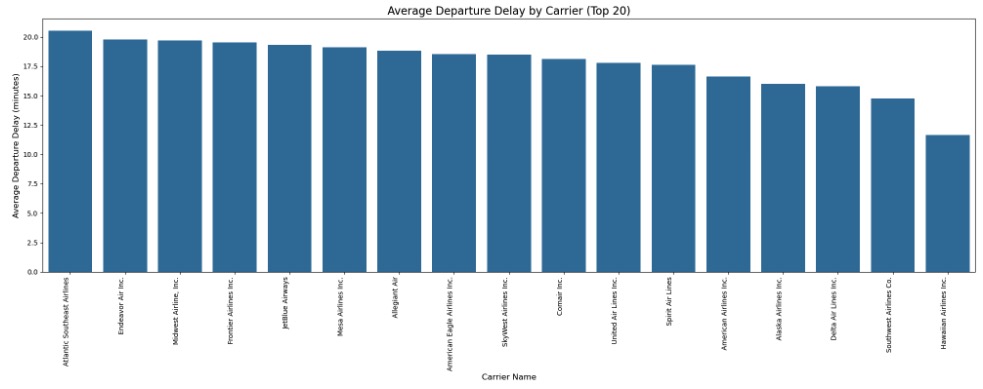 Average Departure Delay by Carrier (Top 20)
Average Departure Delay (minutes)
20.0
17.5
15.0
12.5
10.0
7.5
5.0
2.5
0.0
Atlantic Southeast Airlines
Endeavor Air Inc.
Midwest Airline, Inc.
Frontier Airlines Inc.
JetBlue Airways
Mesa Airlines Inc.
Allegiant Air
American Eagle Airlines Inc.
SkyWest Airlines Inc.
Comair Inc.
United Air Lines Inc.
Spirit Air Lines
American Airlines Inc.
Alaska Airlines Inc.
Delta Air Lines Inc.
Southwest Airlines Co.
Hawaiian Airlines Inc.
Carrier Name